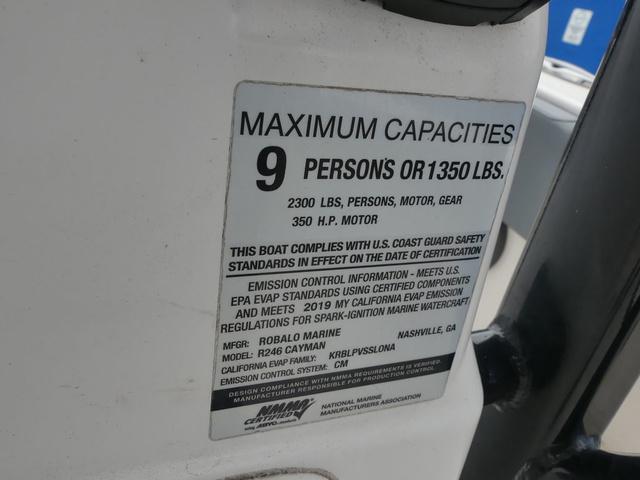 MAXIMUM CAPACITIES
9 PERSONS OR 1350 LBS.
2300 LBS, PERSONS, MOTOR, GEAR
350 H.P. MOTOR
THIS BOAT COMPLIES WITH U.S. COAST GUARD SAFETY
STANDARDS IN EFFECT ON THE DATE OF CERTIFICATION
EMISSION CONTROL INFORMATION - MEETS U.S.
EPA EVAP STANDARDS USING CERTIFIED COMPONENTS
AND MEETS 2019 MY CALIFORNIA EVAP EMISSION
REGULATIONS FOR SPARK-IGNITION MARINE WATERCRAFT
MFGR: ROBALO MARINE NASHVILLE, GA
MODEL: R246 CAYMAN
CALIFORNIA EVAP FAMILY: KRBLPVSSLONA
EMISSION CONTROL SYSTEM: CM
DESIGN COMPLIANCE WITH NMMA REQUIREMENTS IS VERIFIED.
MANUFACTURER RESPONSIBLE FOR PRODUCTION CONTROL
NMMA
CERTIFIED
using ABYC standards
NATIONAL MARINE
MANUFACTURERS ASSOCIATION